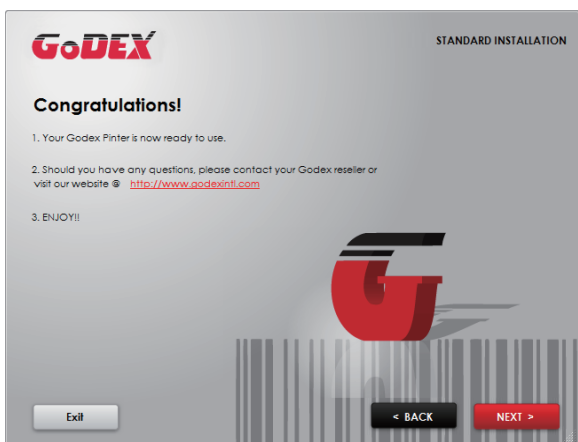 GoDEX
STANDARD INSTALLATION
Congratulations!
1. Your Godex Pinter is now ready to use.
2. Should you have any questions, please contact your Godex reseller or
visit our website @ http://www.godexintl.com
3. ENJOY!!
Exit
< BACK
NEXT >